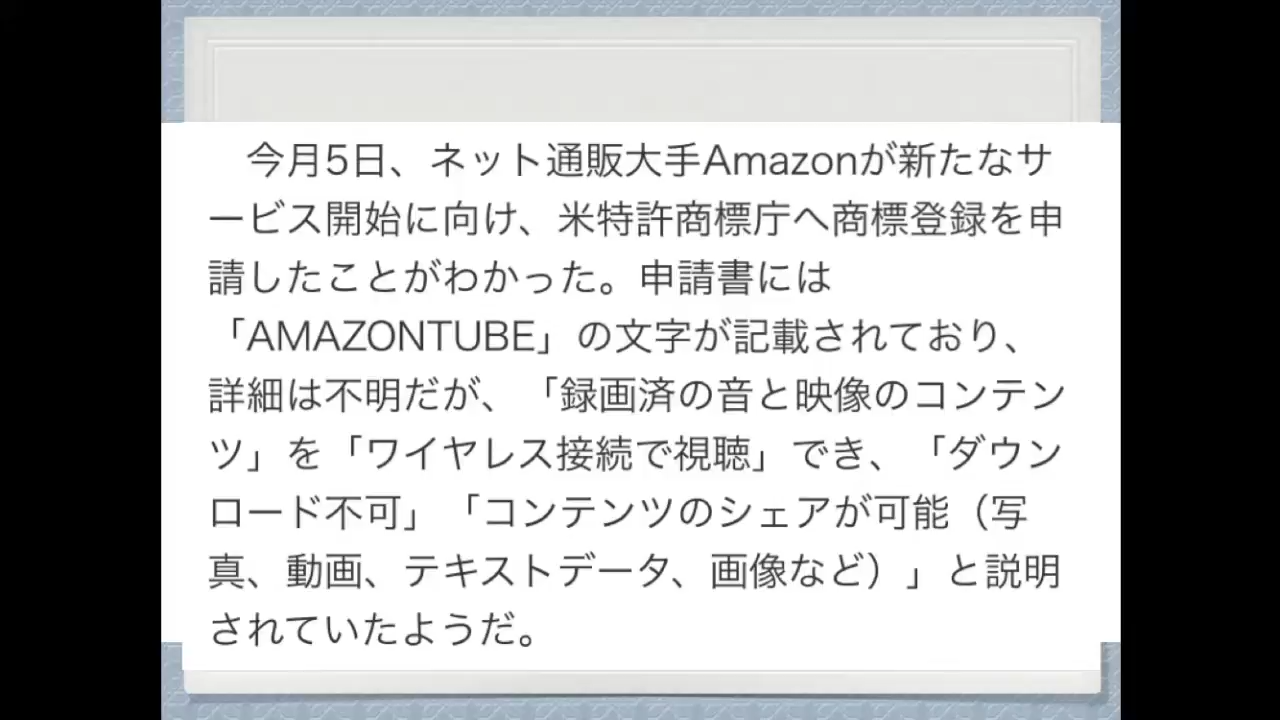 今月5日、ネット通販大手Amazonが新たなサ
ービス開始に向け、米特許商標庁へ商標登録を申
請したことがわかった。申請書には
「AMAZONTUBE」の文字が記載されており、
詳細は不明だが、「録画済の音と映像のコンテン
ツ」を「ワイヤレス接続で視聴」でき、「ダウン
ロード不可」「コンテンツのシェアが可能（写
真、動画、テキストデータ、画像など）」と説明
されていたようだ。